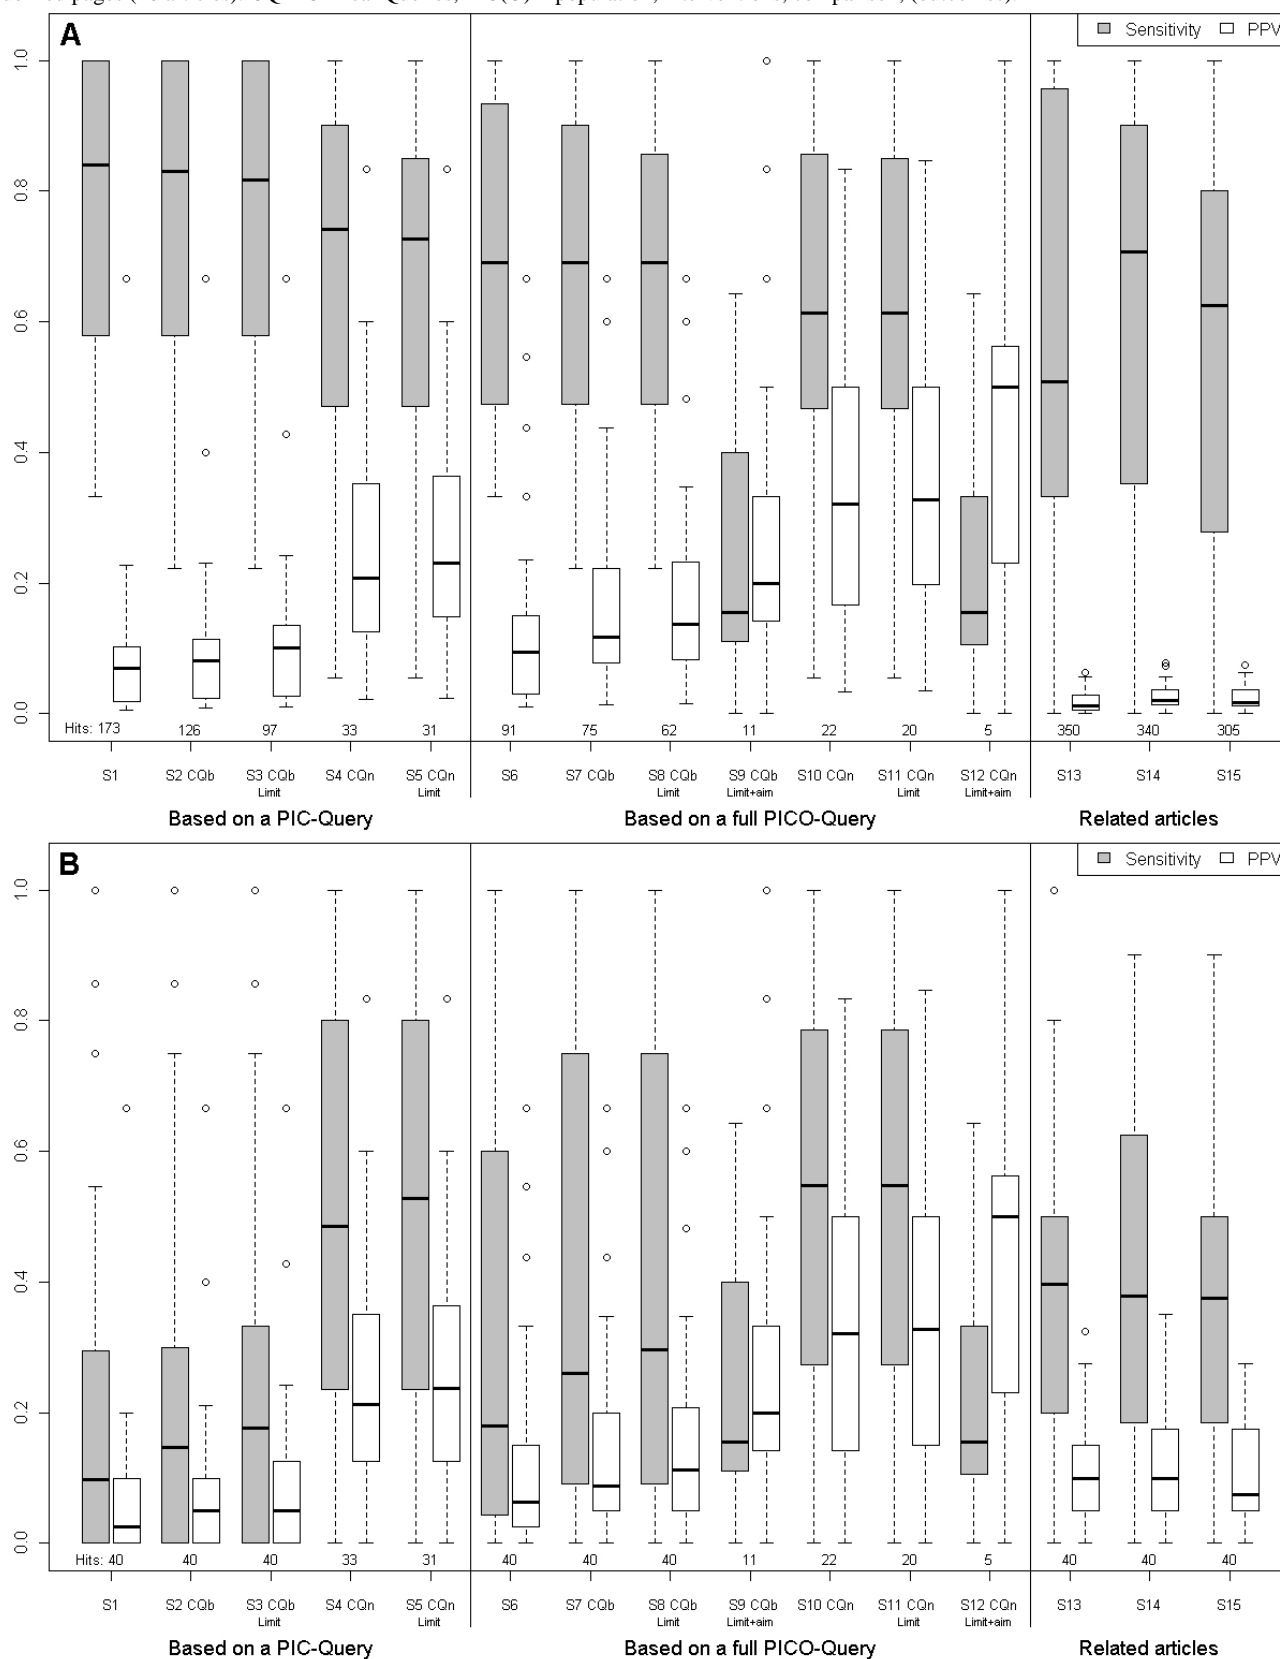 A
Sensitivity PPV
1.0
0.8
0.6
0.4
0.2
0.0
Hits: 173 126 97 33 31 91 75 62 11 22 20 5 350 340 305
S1 S2 CQb S3 CQb S4 CQn S5 CQn S6 S7 CQb S8 CQb S9 CQb S10 CQn S11 CQn S12 CQn S13 S14 S15
Limit Limit Limit Limit+aim Limit Limit+aim
Based on a PIC-Query Based on a full PICO-Query Related articles
B
Sensitivity PPV
1.0
0.8
0.6
0.4
0.2
0.0
Hits: 40 40 40 33 31 40 40 40 11 22 20 5 40 40 40
S1 S2 CQb S3 CQb S4 CQn S5 CQn S6 S7 CQb S8 CQb S9 CQb S10 CQn S11 CQn S12 CQn S13 S14 S15
Limit Limit Limit Limit+aim Limit Limit+aim
Based on a PIC-Query Based on a full PICO-Query Related articles